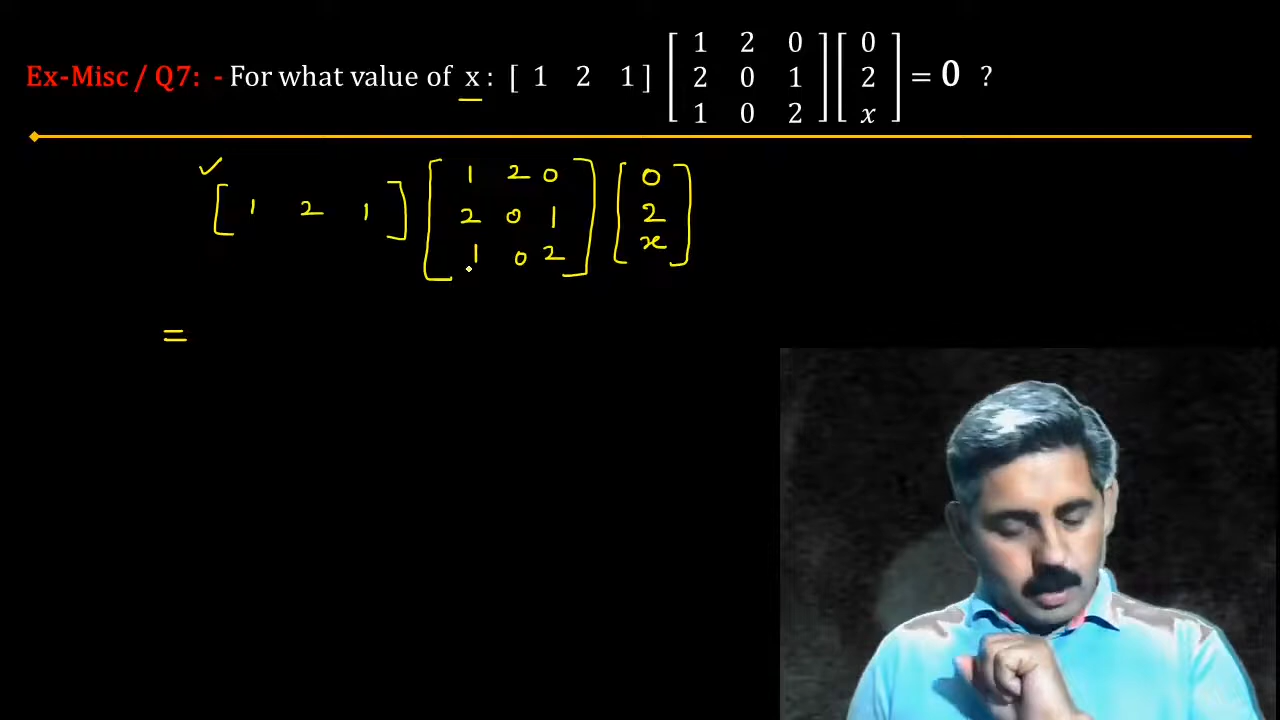 Ex-Misc / Q7: - For what value of x : [ 1 2 1 ] [ 1 2 0 2 0 1 1 0 2 ] [ 0 2 x ] = 0 ?
[ 1 2 1 ] [ 1 2 0 2 0 1 1 0 2 ] [ 0 2 x ]
=